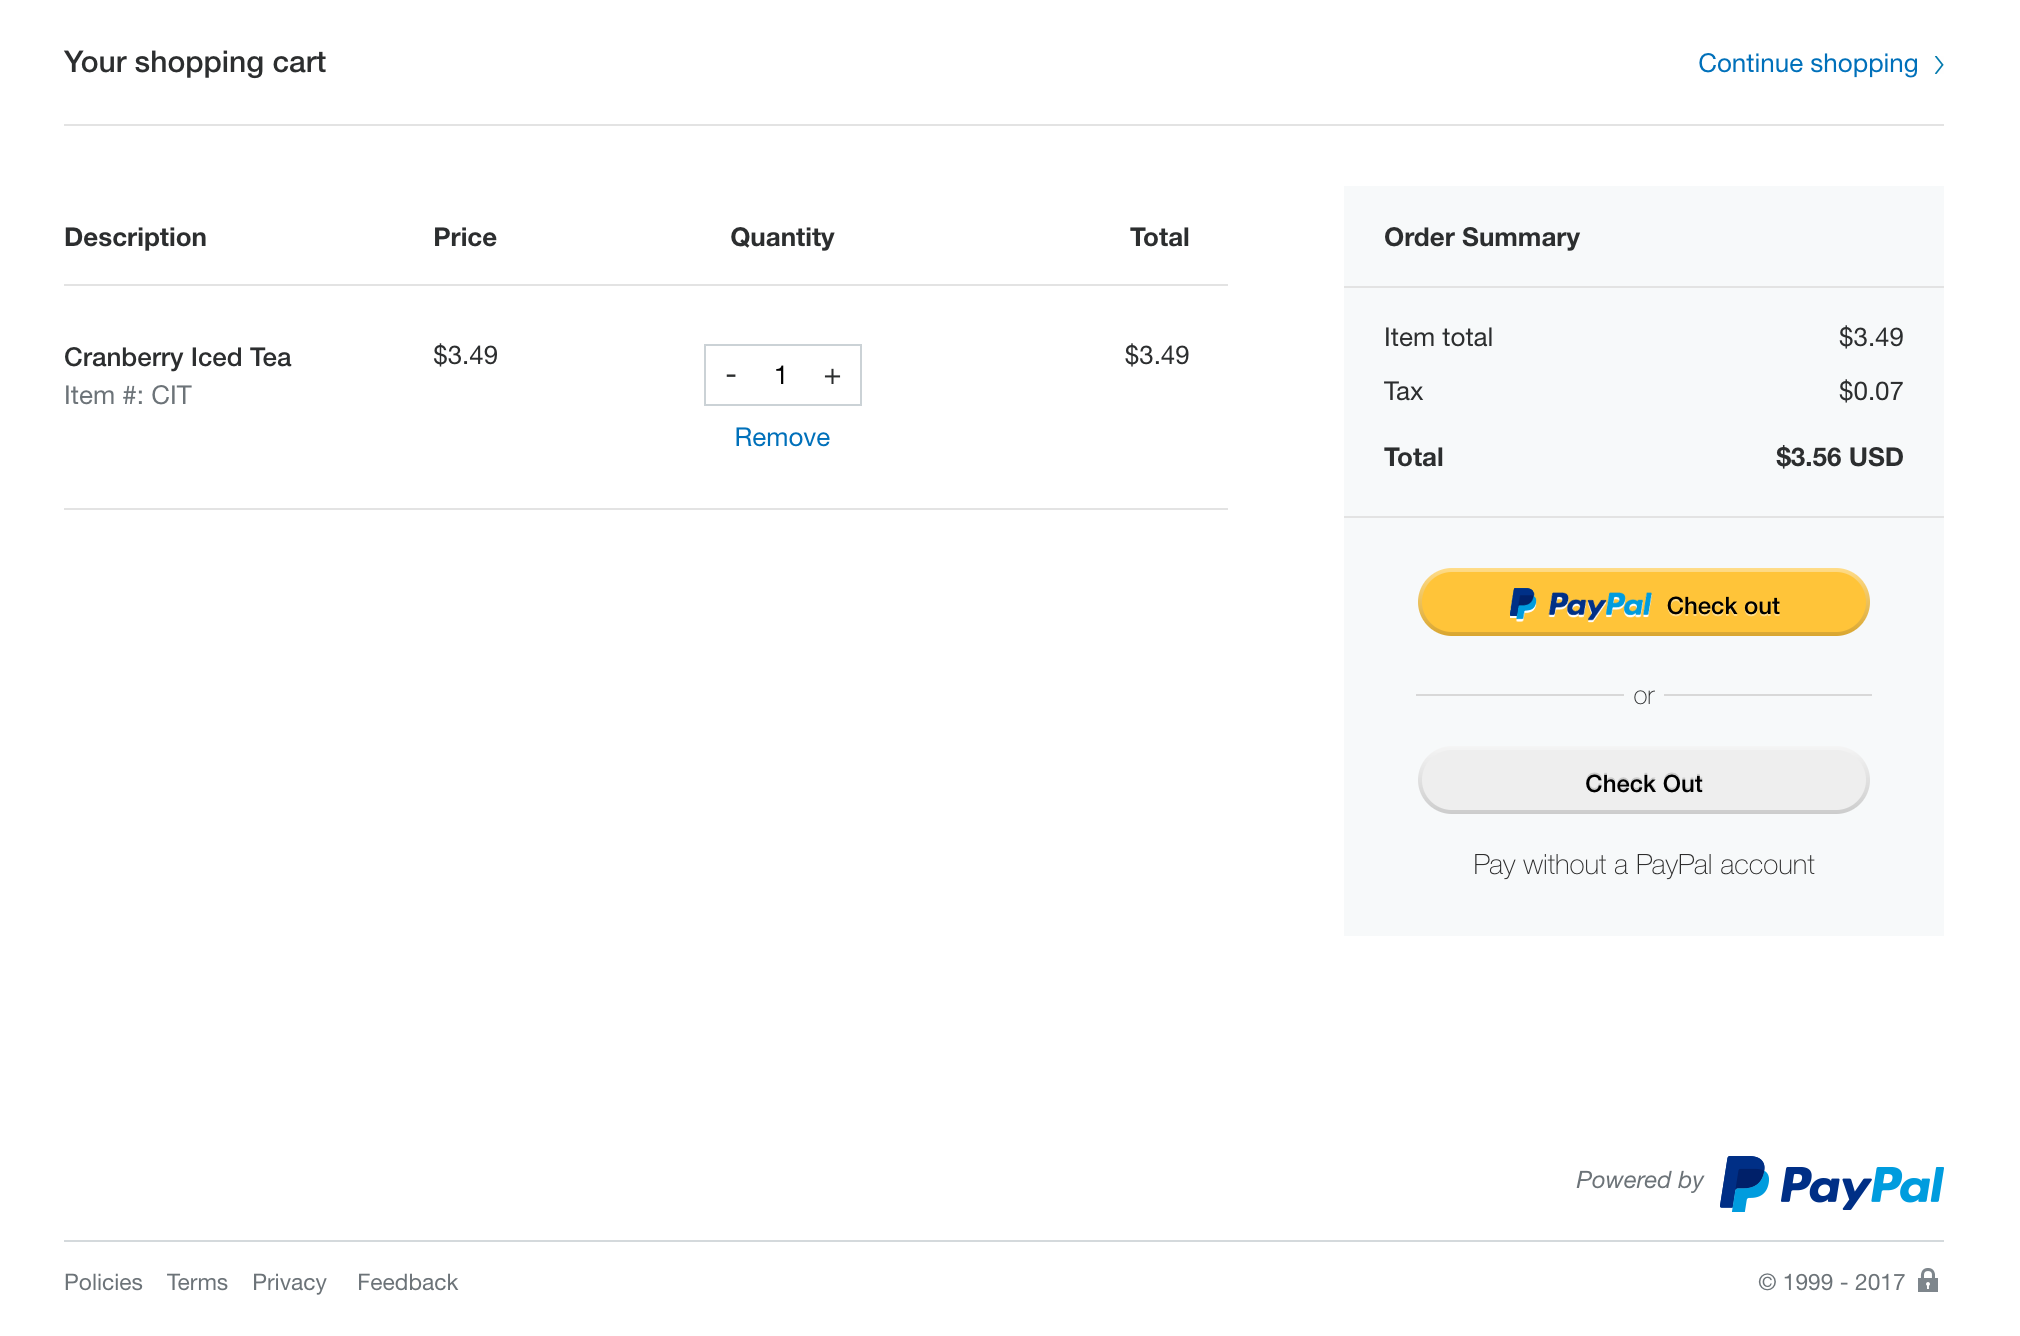 Your shopping cart
Continue shopping
Description Price Quantity Total
Cranberry Iced Tea $3.49 - 1 + $3.49
Item #: CIT
Remove
Order Summary
Item total $3.49
Tax $0.07
Total $3.56 USD
PayPal Check out
or
Check Out
Pay without a PayPal account
Powered by PayPal
Policies Terms Privacy Feedback
© 1999 - 2017